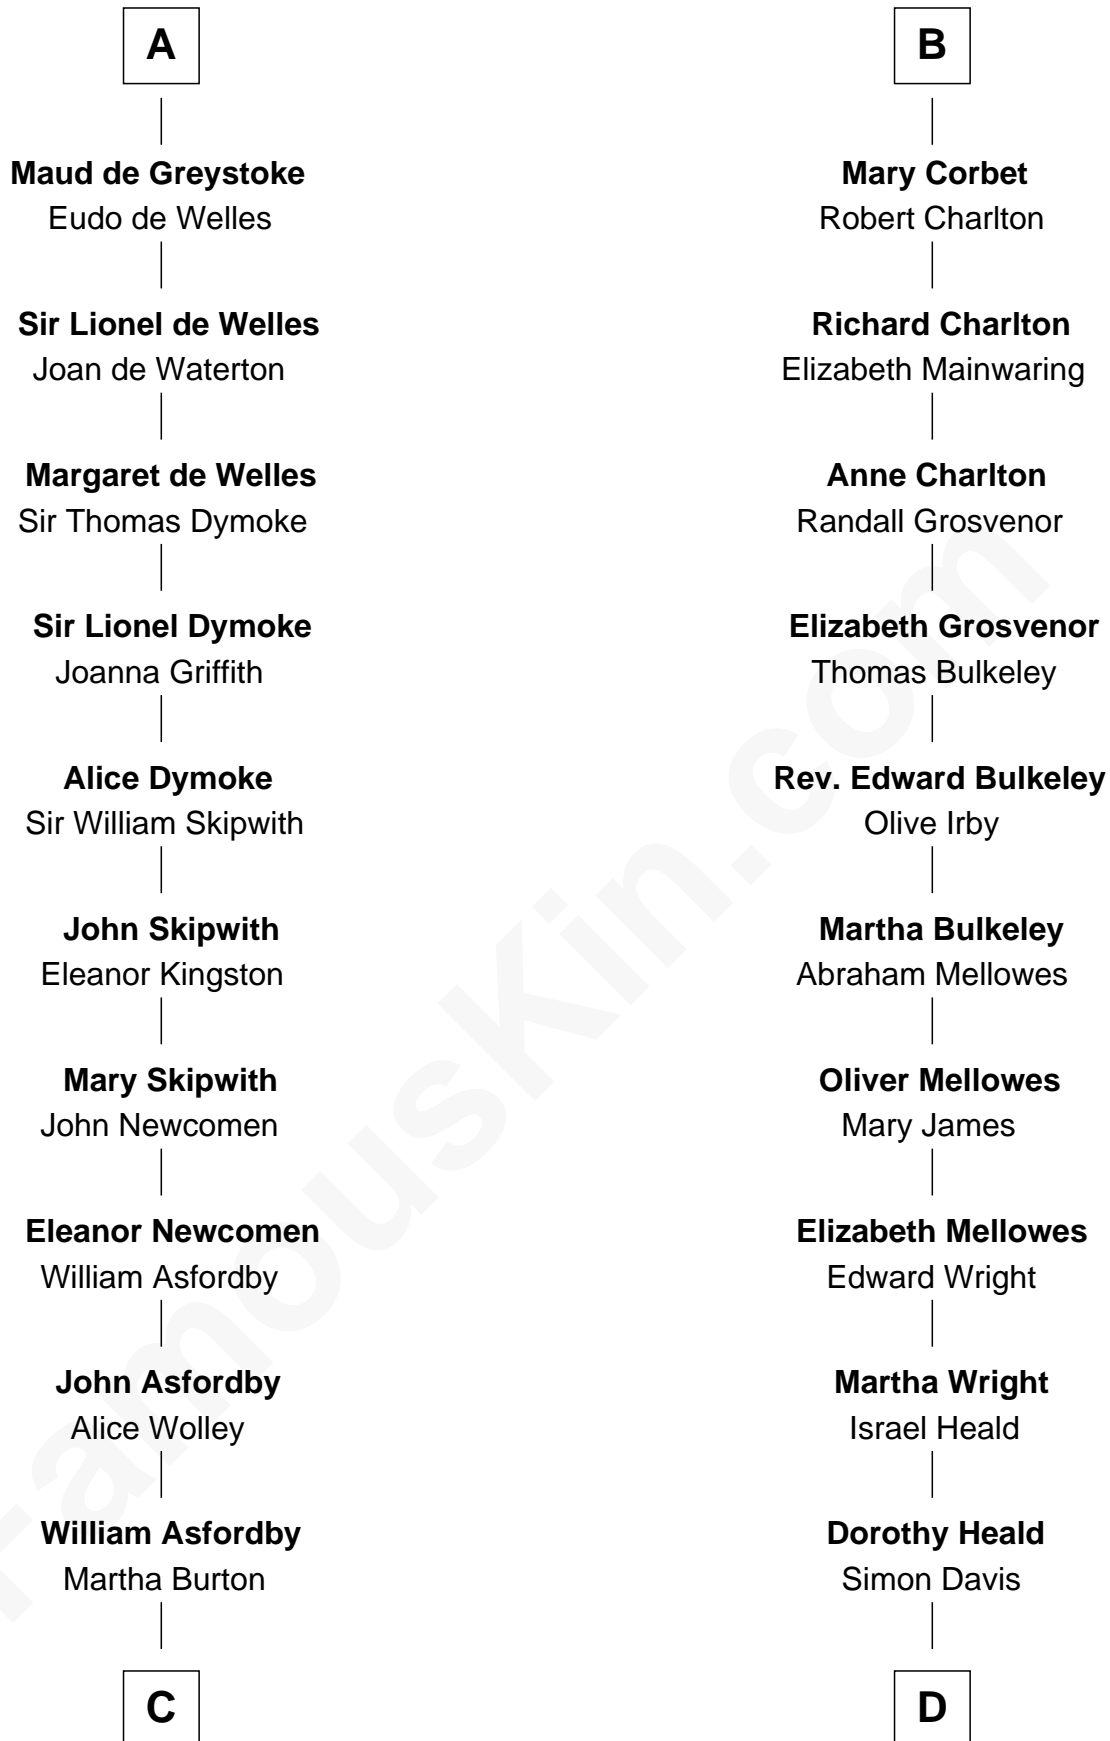 A
Maud de Greystoke
Eudo de Welles
Sir Lionel de Welles
Joan de Waterton
Margaret de Welles
Sir Thomas Dymoke
Sir Lionel Dymoke
Joanna Griffith
Alice Dymoke
Sir William Skipwith
John Skipwith
Eleanor Kingston
Mary Skipwith
John Newcomen
Eleanor Newcomen
William Asfordby
John Asfordby
Alice Wolley
William Asfordby
Martha Burton
C
B
Mary Corbet
Robert Charlton
Richard Charlton
Elizabeth Mainwaring
Anne Charlton
Randall Grosvenor
Elizabeth Grosvenor
Thomas Bulkeley
Rev. Edward Bulkeley
Olive Irby
Martha Bulkeley
Abraham Mellowes
Oliver Mellowes
Mary James
Elizabeth Mellowes
Edward Wright
Martha Wright
Israel Heald
Dorothy Heald
Simon Davis
D
FamousKin.com